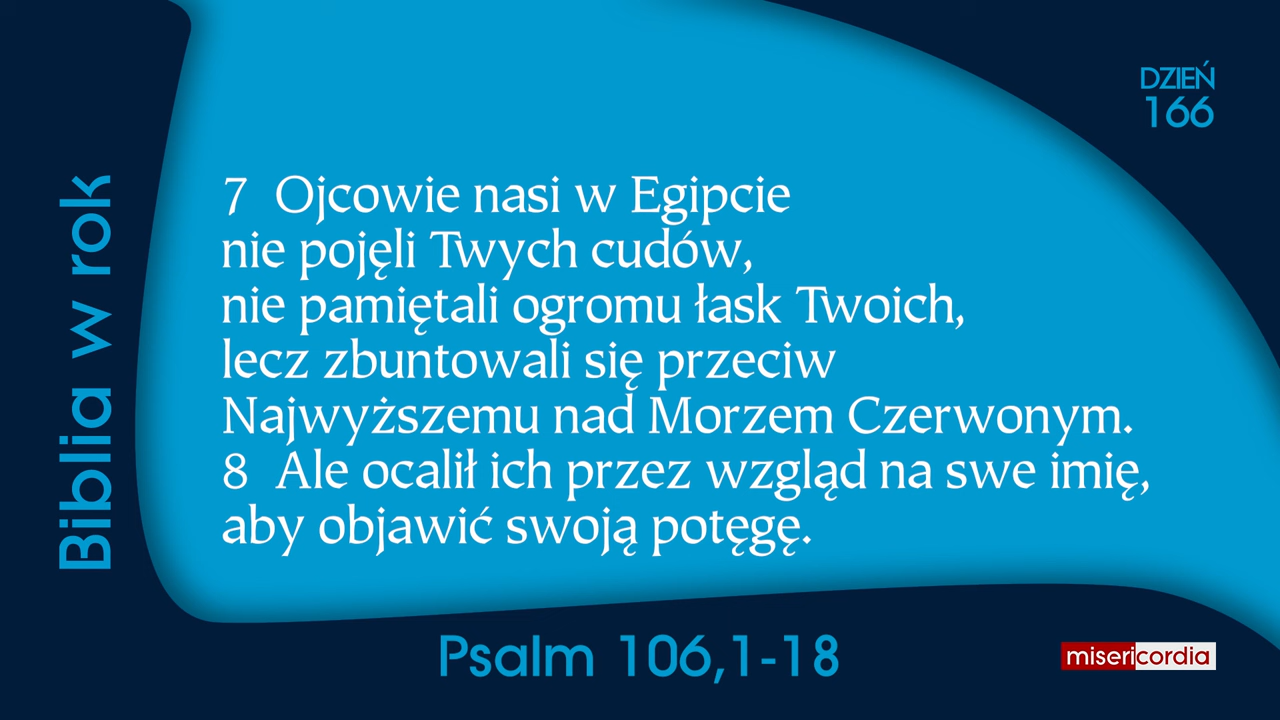 DZIEŃ
166
Biblia w rok
7 Ojcowie nasi w Egipcie
nie pojęli Twych cudów,
nie pamiętali ogromu łask Twoich,
lecz zbuntowali się przeciw
Najwyższemu nad Morzem Czerwonym.
8 Ale ocalił ich przez wzgląd na swe imię,
aby objawić swoją potęgę.
Psalm 106,1-18
misericordia